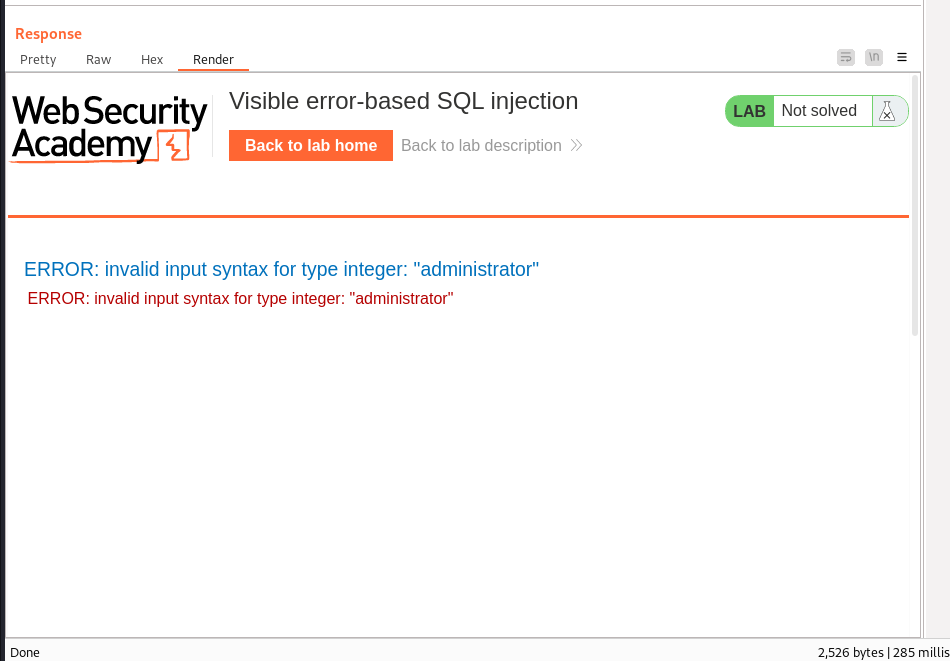 Response
Pretty Raw Hex Render \n
Web Security
Academy
Visible error-based SQL injection
Back to lab home Back to lab description
LAB Not solved
ERROR: invalid input syntax for type integer: "administrator"
ERROR: invalid input syntax for type integer: "administrator"
Done 2,526 bytes | 285 millis